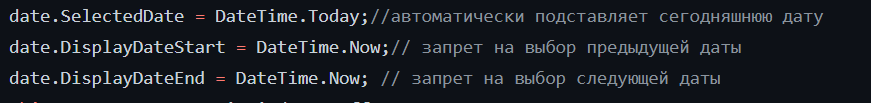 date.SelectedDate = DateTime.Today;//автоматически подставляет сегодняшнюю дату
date.DisplayDateStart = DateTime.Now;// запрет на выбор предыдущей даты
date.DisplayDateEnd = DateTime.Now; // запрет на выбор следующей даты